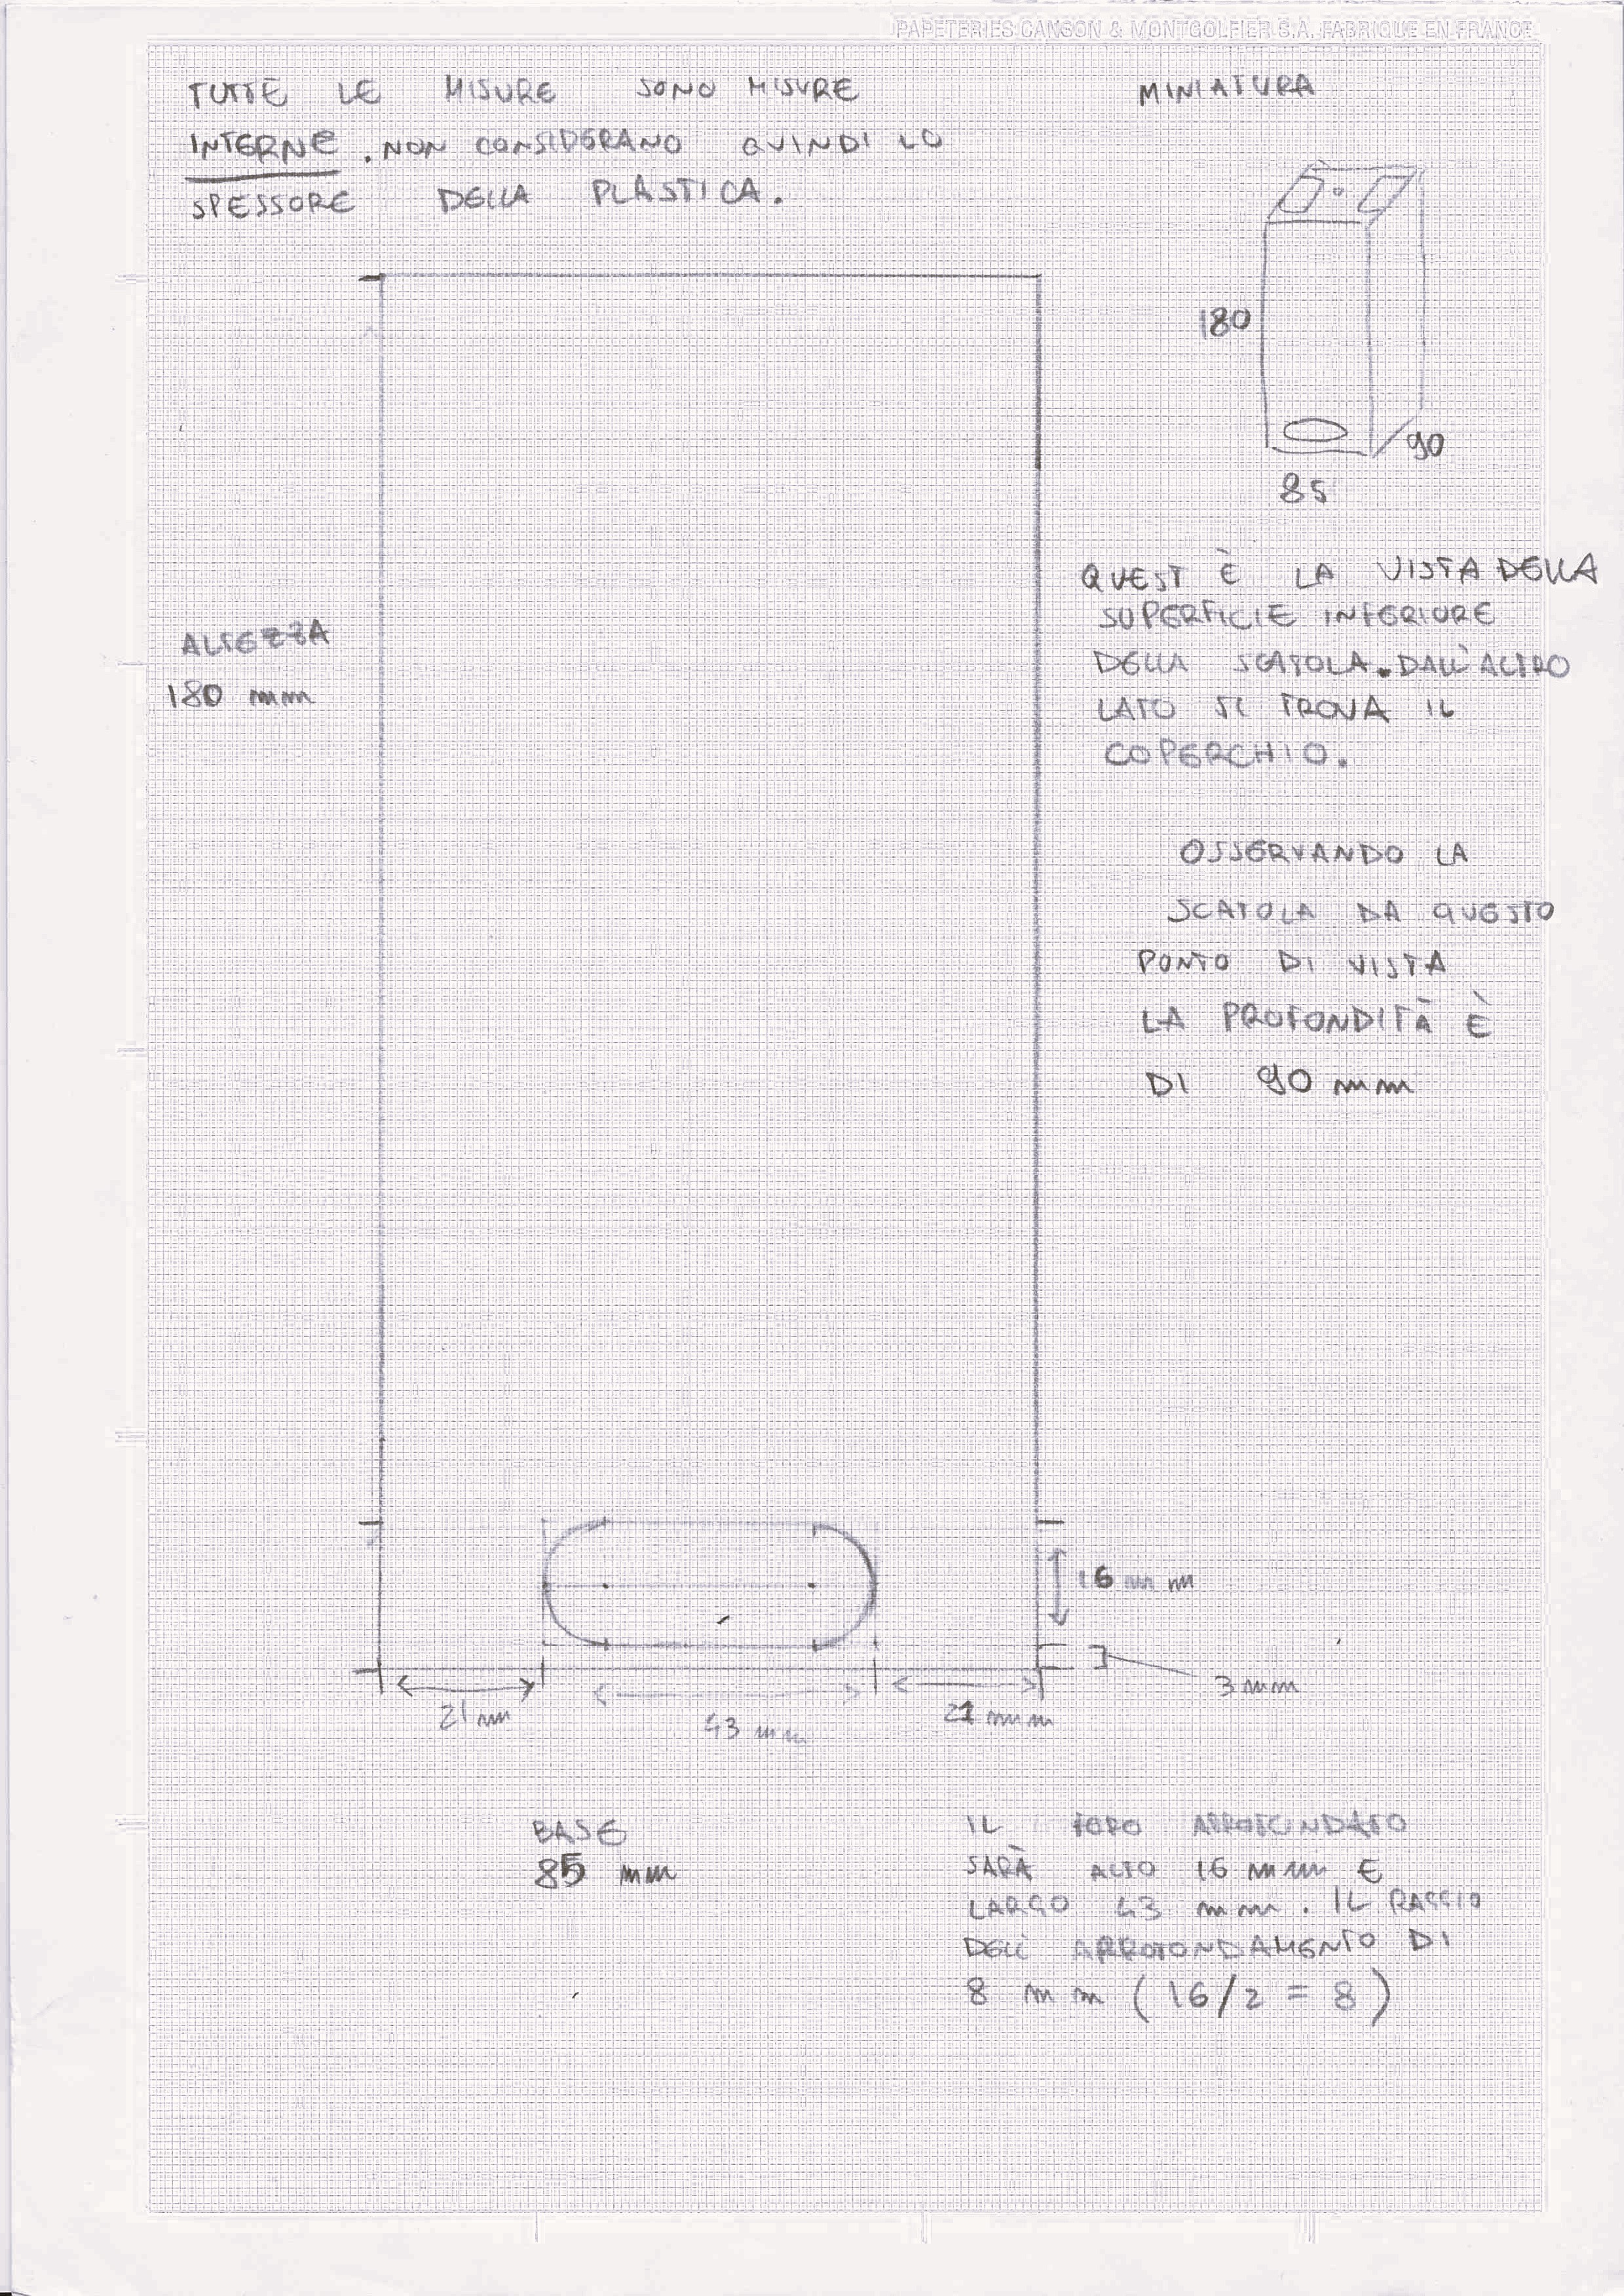 PAPETERIES CANSON & MONTGOLFIER S.A. FABRIQUE EN FRANCE
TUTTE LE MISURE SONO MISURE
INTERNE. NON CONSIDERANO QUINDI LO
SPESSORE DELLA PLASTICA.
MINIATURA
180
90
85
ALTEZZA
180 mm
QUEST È LA VISTA DELLA
SUPERFICIE INFERIORE
DELLA SCATOLA. DALL'ALTRO
LATO SI TROVA IL
COPERCHIO.
OSSERVANDO LA
SCATOLA DA QUESTO
PONTO DI VISTA
LA PROFONDITÀ È
DI 90 mm
16 mm
3 mm
21 mm
43 mm
21 mm
BASE
85 mm
IL FORO ARROTONDATO
SARÀ ALTO 16 mm E
LARGO 43 mm. IL RAGGIO
DELL' ARROTONDAMENTO DI
8 mm (16/2 = 8)